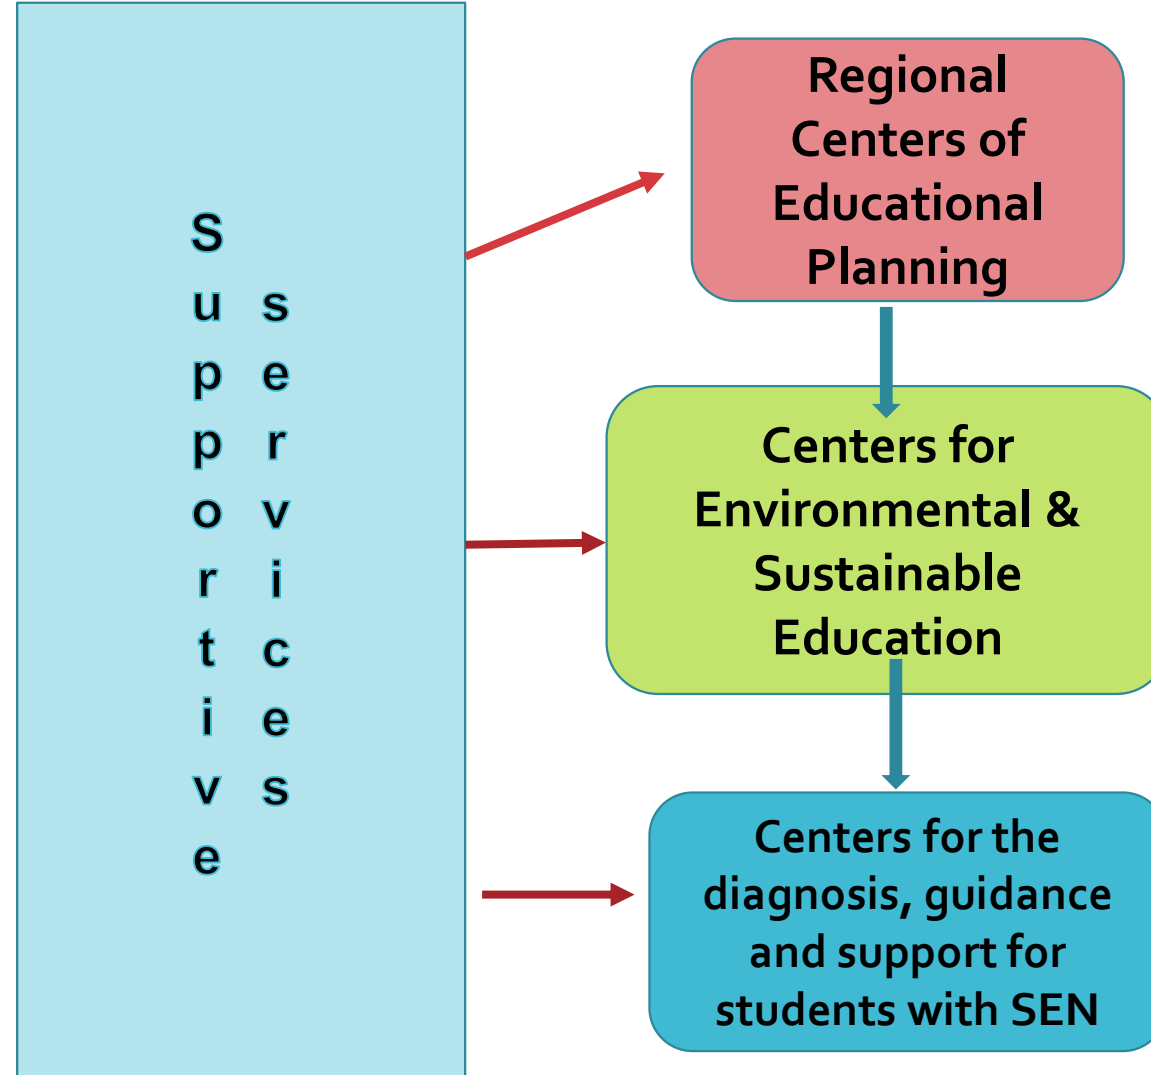 Supportive
services
Regional
Centers of
Educational
Planning
Centers for
Environmental &
Sustainable
Education
Centers for the
diagnosis, guidance
and support for
students with SEN